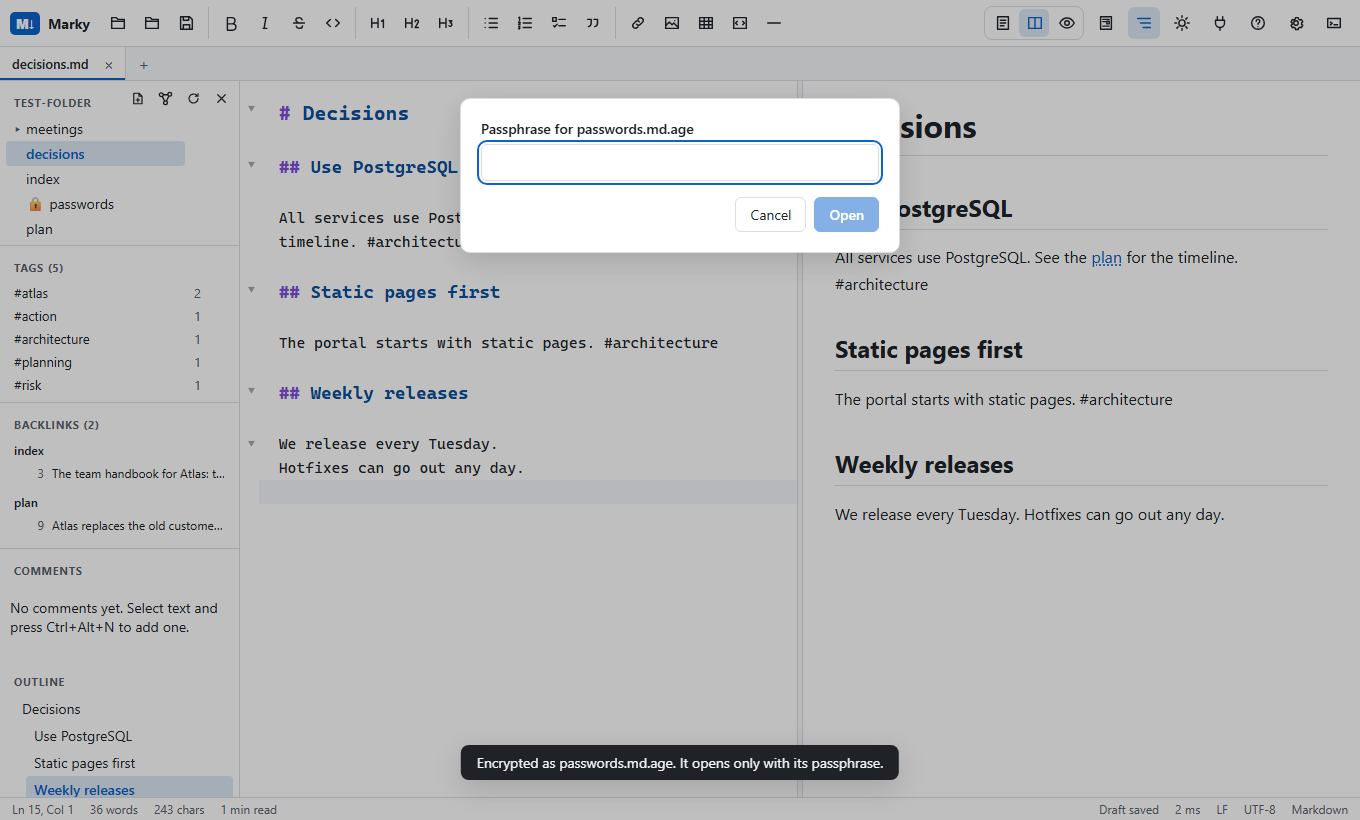 M↓ Marky
B I S <> H1 H2 H3
decisions.md × +
TEST-FOLDER
meetings
decisions
index
passwords
plan
TAGS (5)
#atlas 2
#action 1
#architecture 1
#planning 1
#risk 1
BACKLINKS (2)
index
3 The team handbook for Atlas: t...
plan
9 Atlas replaces the old custome...
COMMENTS
No comments yet. Select text and
press Ctrl+Alt+N to add one.
OUTLINE
Decisions
Use PostgreSQL
Static pages first
Weekly releases
# Decisions
## Use PostgreSQL
All services use Post
timeline. #architectu
## Static pages first
The portal starts with static pages. #architecture
## Weekly releases
We release every Tuesday.
Hotfixes can go out any day.
Passphrase for passwords.md.age
Cancel Open
sions
ostgreSQL
All services use PostgreSQL. See the plan for the timeline.
#architecture
Static pages first
The portal starts with static pages. #architecture
Weekly releases
We release every Tuesday. Hotfixes can go out any day.
Encrypted as passwords.md.age. It opens only with its passphrase.
Ln 15, Col 1 36 words 243 chars 1 min read Draft saved 2 ms LF UTF-8 Markdown